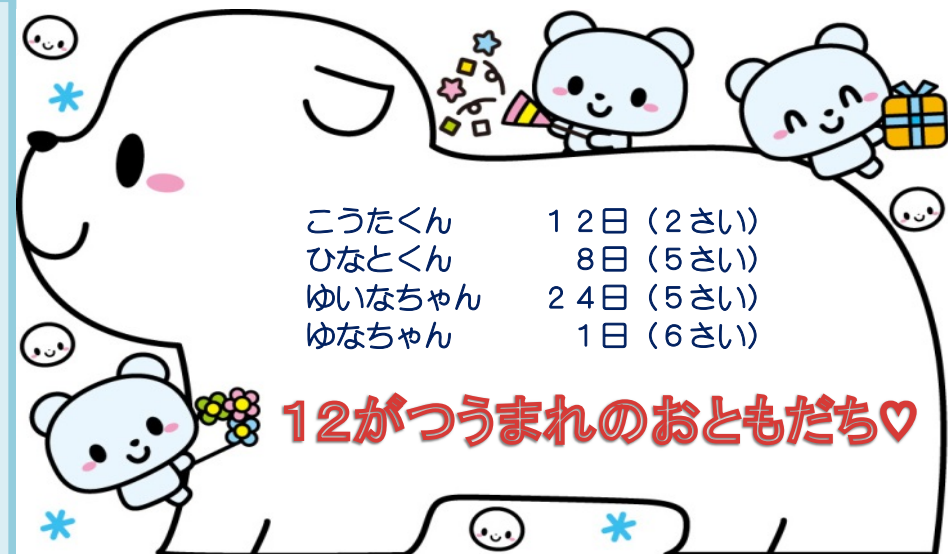 こうたくん　　　１２日（２さい）
ひなとくん　　　　８日（５さい）
ゆいなちゃん　　２４日（５さい）
ゆなちゃん　　　　１日（６さい）
１２がつうまれのおともだち♡